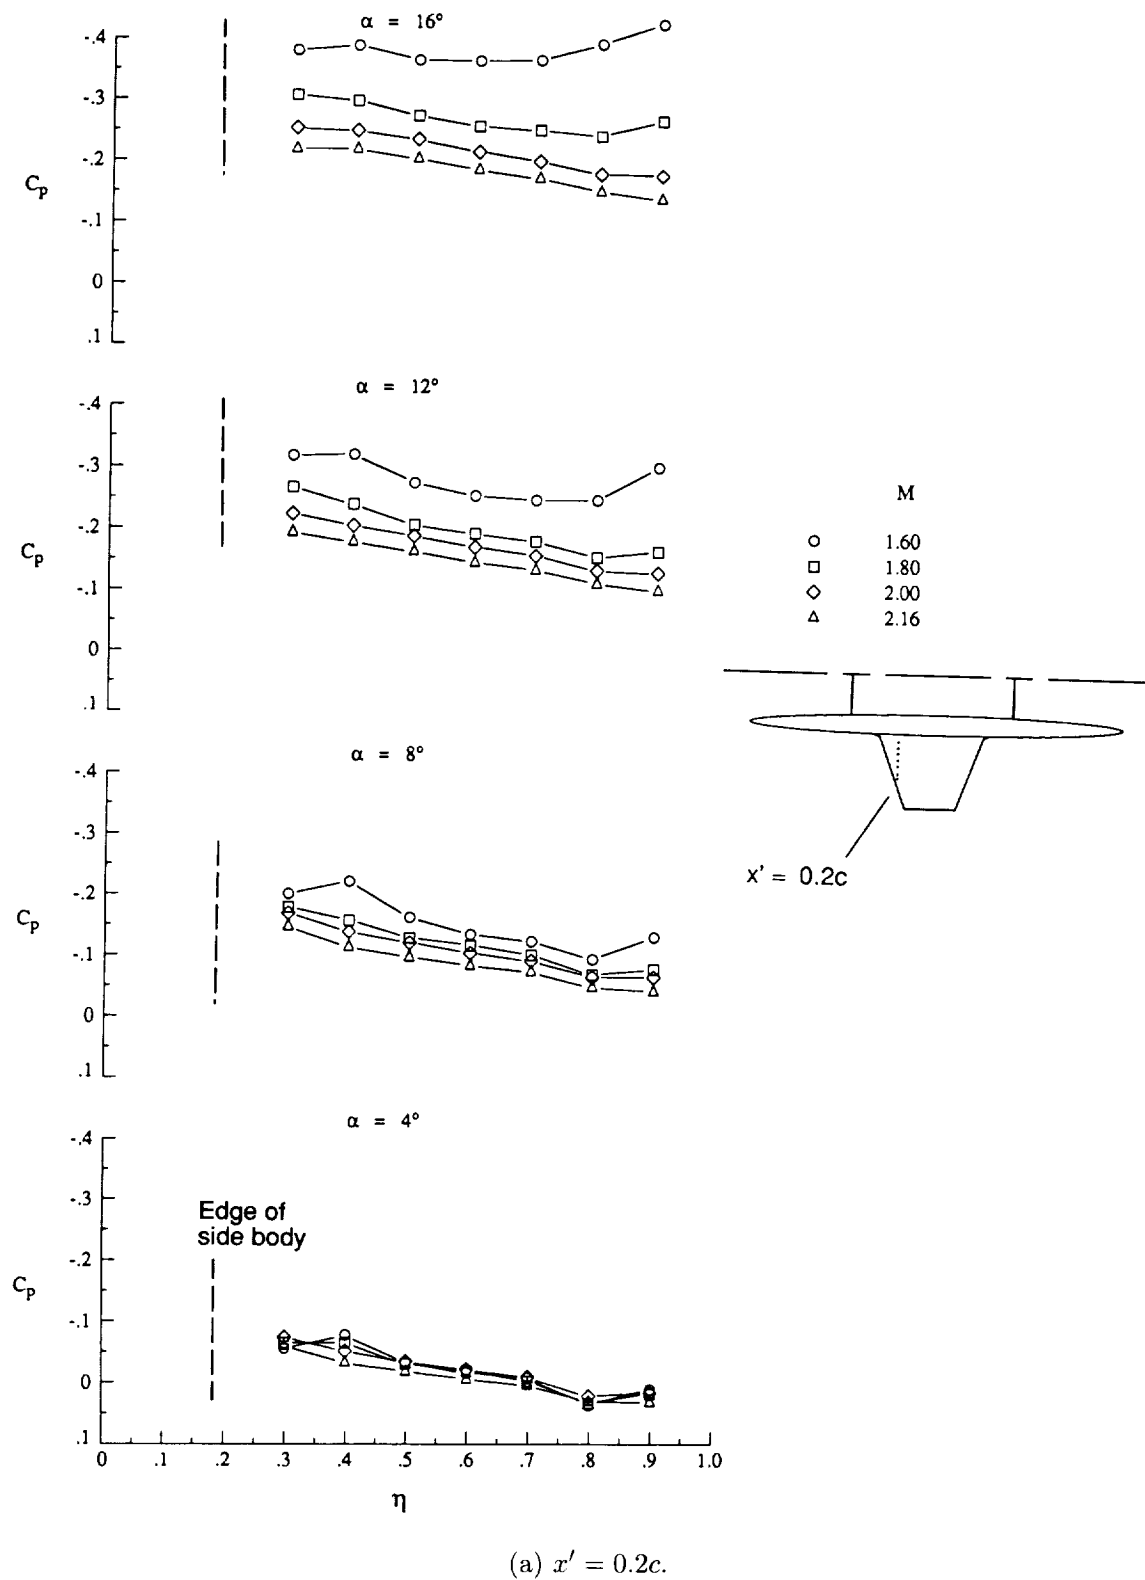 α = 16°
-.4
-.3
-.2
Cp
-.1
0
.1
α = 12°
-.4
-.3
-.2
Cp
-.1
0
.1
M
1.60
1.80
2.00
2.16
x' = 0.2c
α = 8°
-.4
-.3
-.2
Cp
-.1
0
.1
α = 4°
-.4
-.3
Edge of
side body
-.2
Cp
-.1
0
.1
0 .1 .2 .3 .4 .5 .6 .7 .8 .9 1.0
η
(a) x′ = 0.2c.